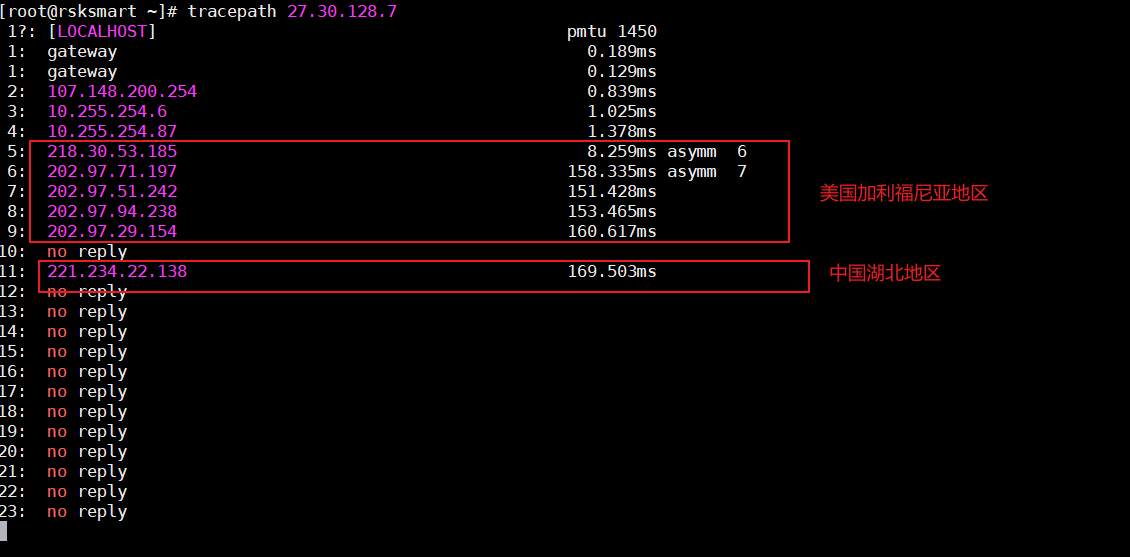 [root@rsksmart ~]# tracepath 27.30.128.7
1?: [LOCALHOST] pmtu 1450
1: gateway 0.189ms
1: gateway 0.129ms
2: 107.148.200.254 0.839ms
3: 10.255.254.6 1.025ms
4: 10.255.254.87 1.378ms
5: 218.30.53.185 8.259ms asymm 6
6: 202.97.71.197 158.335ms asymm 7
7: 202.97.51.242 151.428ms
美国加利福尼亚地区
8: 202.97.94.238 153.465ms
9: 202.97.29.154 160.617ms
10: no reply
11: 221.234.22.138 169.503ms
中国湖北地区
12: no reply
13: no reply
14: no reply
15: no reply
16: no reply
17: no reply
18: no reply
19: no reply
20: no reply
21: no reply
22: no reply
23: no reply